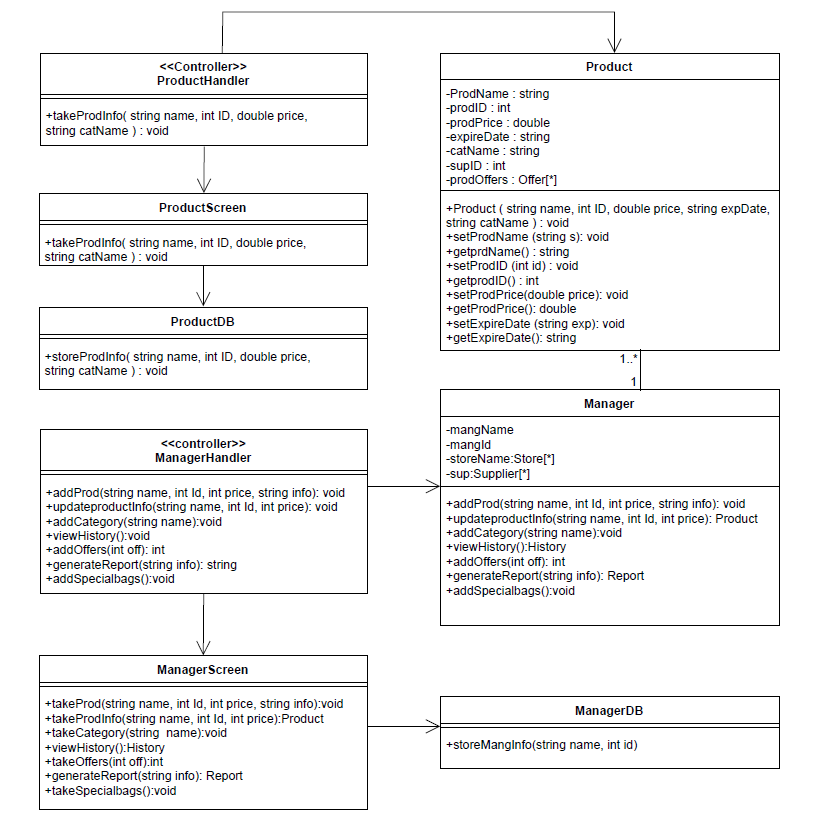 <<Controller>>
ProductHandler
+takeProdInfo( string name, int ID, double price,
string catName ) : void
ProductScreen
+takeProdInfo( string name, int ID, double price,
string catName ) : void
ProductDB
+storeProdInfo( string name, int ID, double price,
string catName ) : void
Product
-ProdName : string
-prodID : int
-prodPrice : double
-expireDate : string
-catName : string
-supID : int
-prodOffers : Offer[*]
+Product ( string name, int ID, double price, string expDate,
string catName ) : void
+setProdName (string s): void
+getprdName() : string
+setProdID (int id) : void
+getprodID() : int
+setProdPrice(double price): void
+getProdPrice(): double
+setExpireDate (string exp): void
+getExpireDate(): string
1..*
1
<<controller>>
ManagerHandler
+addProd(string name, int Id, int price, string info): void
+updateproductInfo(string name, int Id, int price): void
+addCategory(string name):void
+viewHistory():void
+addOffers(int off): int
+generateReport(string info): string
+addSpecialbags():void
Manager
-mangName
-mangId
-storeName:Store[*]
-sup:Supplier[*]
+addProd(string name, int Id, int price, string info): void
+updateproductInfo(string name, int Id, int price): Product
+addCategory(string name):void
+viewHistory():History
+addOffers(int off): int
+generateReport(string info): Report
+addSpecialbags():void
ManagerScreen
+takeProd(string name, int Id, int price, string info):void
+takeProdInfo(string name, int Id, int price):Product
+takeCategory(string  name):void
+viewHistory():History
+takeOffers(int off):int
+generateReport(string info): Report
+takeSpecialbags():void
ManagerDB
+storeMangInfo(string name, int id)